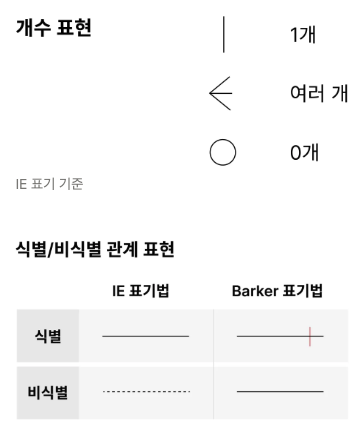 개수 표현
1개
여러 개
0개
IE 표기 기준
식별/비식별 관계 표현
IE 표기법 Barker 표기법
식별
비식별